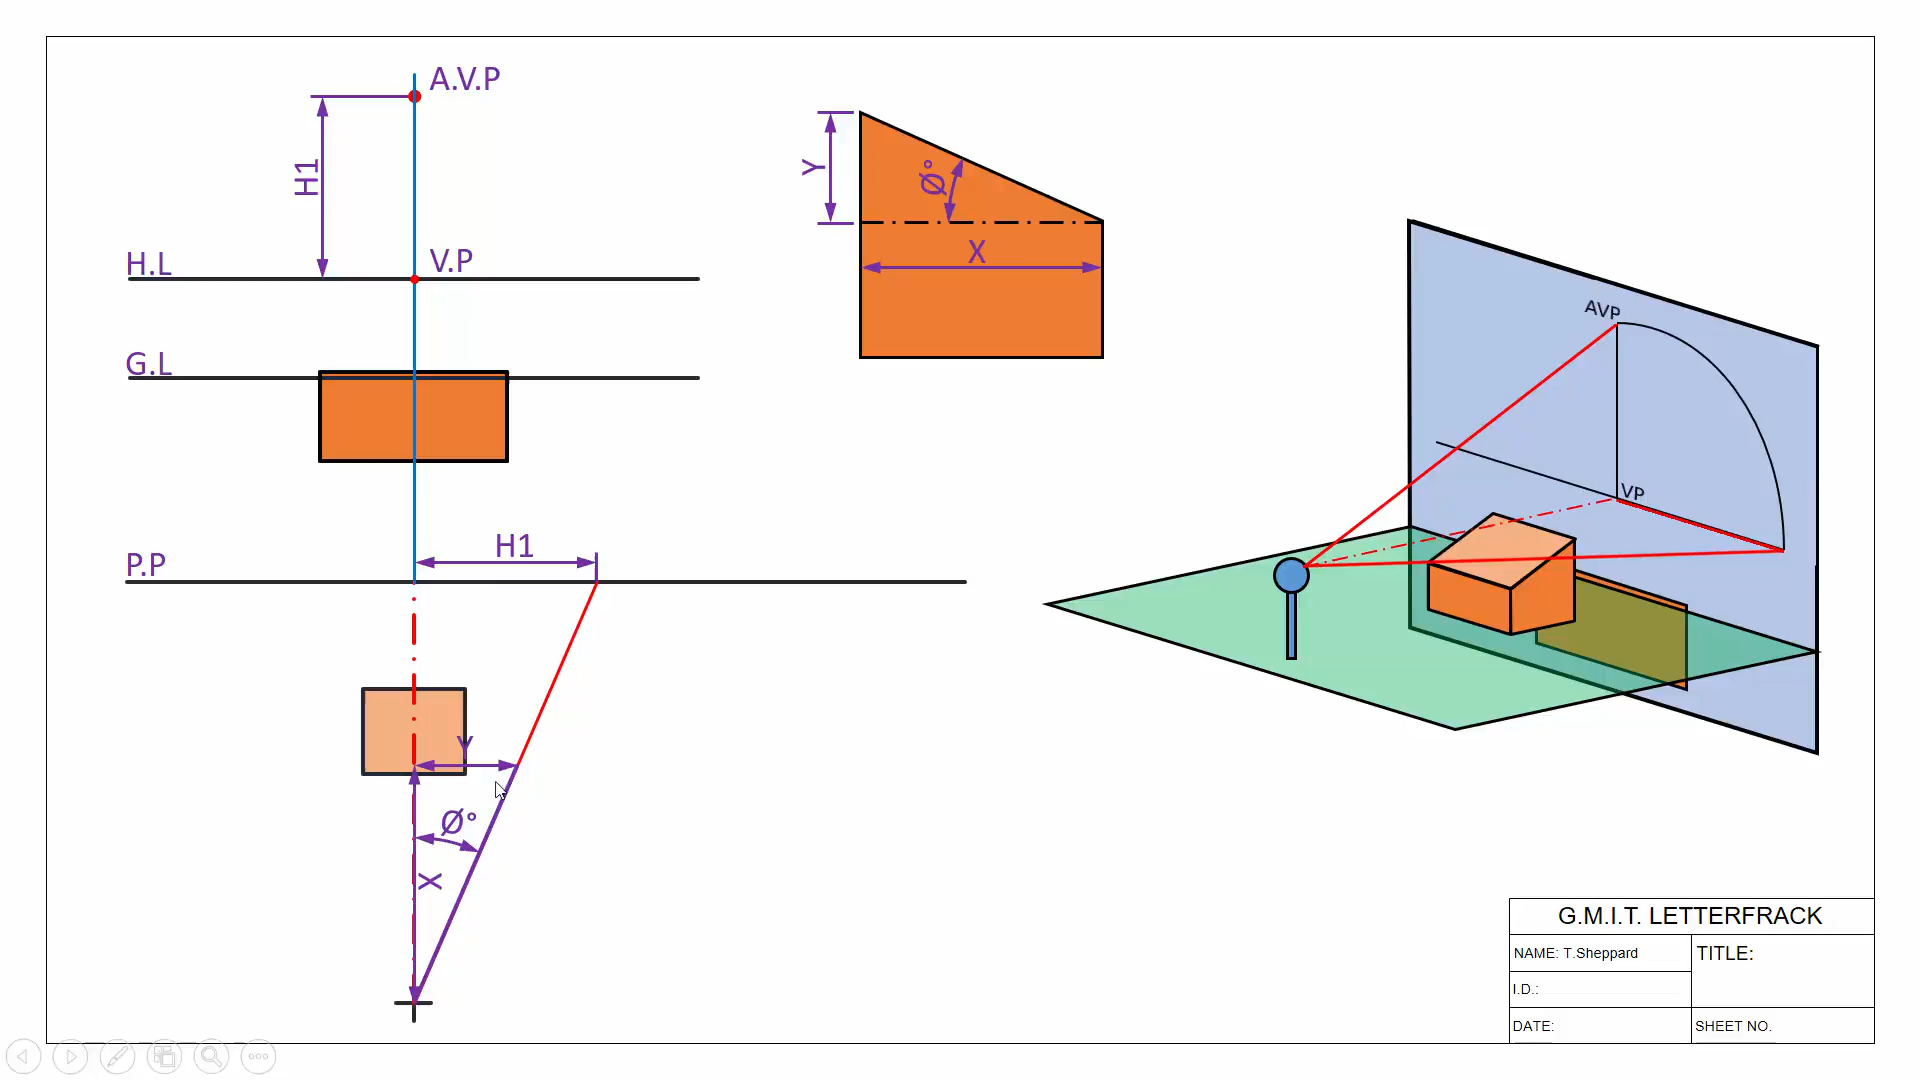 A.V.P
H1
H.L
V.P
G.L
P.P
H1
Y
Ø°
X
Y
Ø°
X
AVP
VP
G.M.I.T. LETTERFRACK
NAME: T.Sheppard
TITLE:
I.D.:
DATE:
SHEET NO.